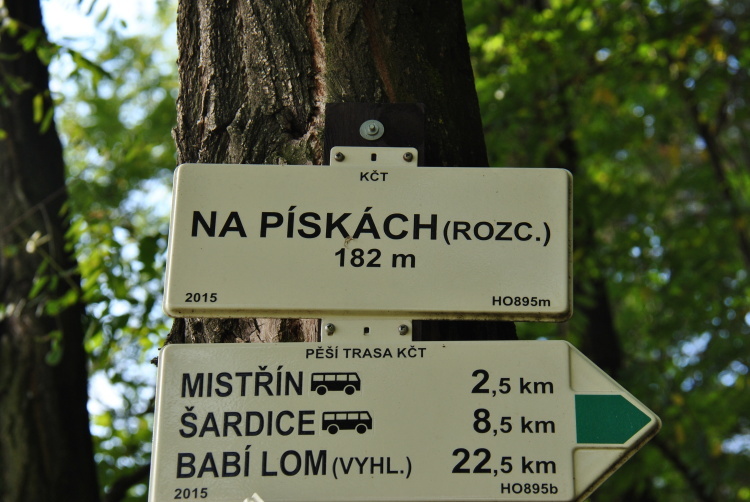 KČT
NA PÍSKÁCH (ROZC.)
182 m
2015 HO895m
PĚŠÍ TRASA KČT
MISTŘÍN 2,5 km
ŠARDICE 8,5 km
BABÍ LOM (VYHL.) 22,5 km
2015 HO895b